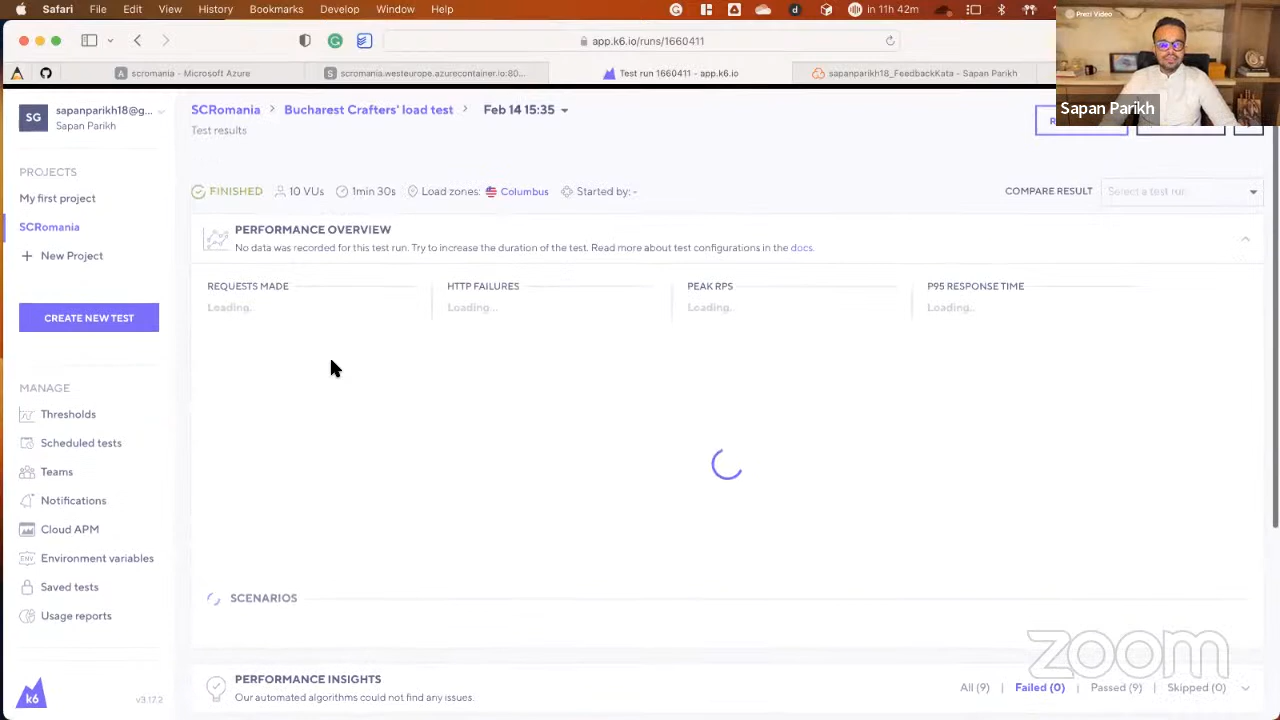 Safari File Edit View History Bookmarks Window Help
in 11h 42m
Prezi Video
app.k6.io/runs/1660411
scromania - Microsoft Azure
scromania.westeurope.azurecontainer.io:80...
Test run 1660411 - app.k6.io
sapanparikh18_FeedbackKata - Sapan Parikh
Sapan Parikh
SG
sapanparikh18@g...
Sapan Parikh
SCRomania > Bucharest Crafters' load test > Feb 14 15:35
Test results
PROJECTS
My first project
SCRomania
New Project
CREATE NEW TEST
MANAGE
Thresholds
Scheduled tests
Teams
Notifications
Cloud APM
Environment variables
Saved tests
Usage reports
k6
v3.17.2
FINISHED 10 VUs 1min 30s Load zones: Columbus Started by: -
COMPARE RESULT Select a test run
PERFORMANCE OVERVIEW
No data was recorded for this test run. Try to increase the duration of the test. Read more about test configurations in the docs.
REQUESTS MADE HTTP FAILURES PEAK RPS P95 RESPONSE TIME
Loading. Loading... Loading.. Loading..
SCENARIOS
zoom
PERFORMANCE INSIGHTS
Our automated algorithms could not find any issues.
All (9) | Failed (0) | Passed (9) | Skipped (0)